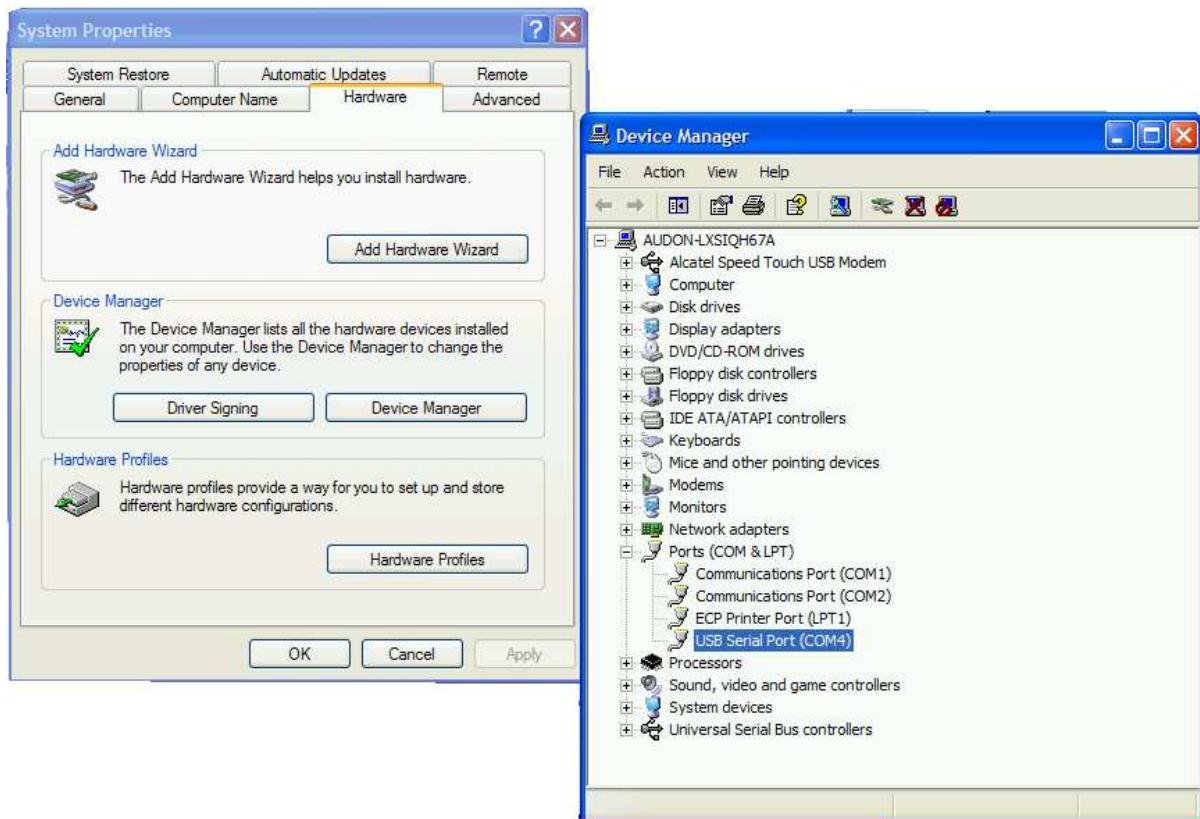 System Properties
System Restore Automatic Updates Remote
General Computer Name Hardware Advanced
Add Hardware Wizard
The Add Hardware Wizard helps you install hardware.
Add Hardware Wizard
Device Manager
The Device Manager lists all the hardware devices installed
on your computer. Use the Device Manager to change the
properties of any device.
Driver Signing Device Manager
Hardware Profiles
Hardware profiles provide a way for you to set up and store
different hardware configurations.
Hardware Profiles
OK Cancel Apply
Device Manager
File Action View Help
AUDON-LXSIQH67A
Alcatel Speed Touch USB Modem
Computer
Disk drives
Display adapters
DVD/CD-ROM drives
Floppy disk controllers
Floppy disk drives
IDE ATA/ATAPI controllers
Keyboards
Mice and other pointing devices
Modems
Monitors
Network adapters
Ports (COM & LPT)
Communications Port (COM1)
Communications Port (COM2)
ECP Printer Port (LPT1)
USB Serial Port (COM4)
Processors
Sound, video and game controllers
System devices
Universal Serial Bus controllers